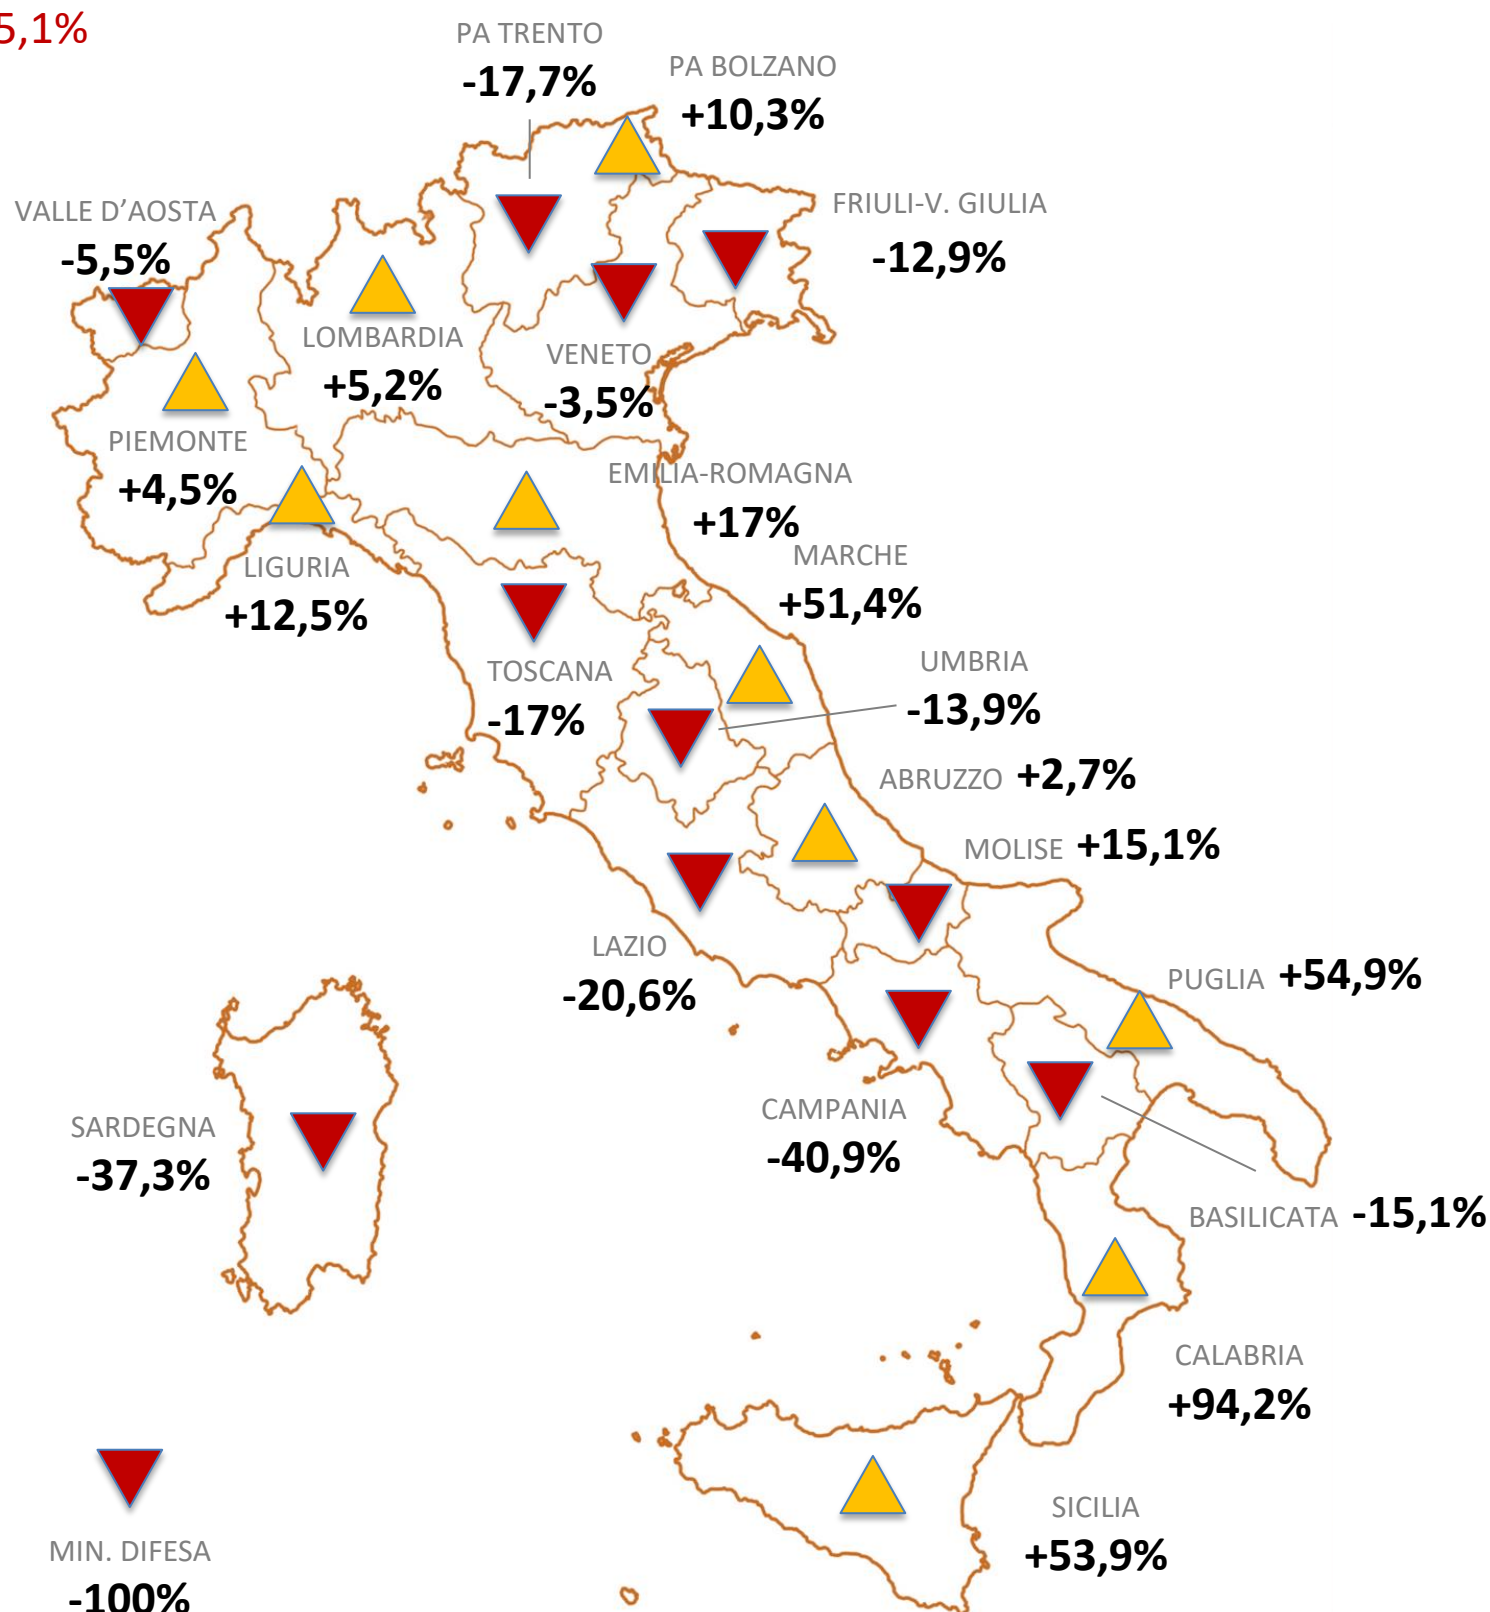 5,1%
PA TRENTO
-17,7%
PA BOLZANO
+10,3%
VALLE D’AOSTA
-5,5%
FRIULI-V. GIULIA
-12,9%
LOMBARDIA
+5,2%
VENETO
-3,5%
PIEMONTE
+4,5%
EMILIA-ROMAGNA
+17%
LIGURIA
+12,5%
MARCHE
+51,4%
TOSCANA
-17%
UMBRIA
-13,9%
ABRUZZO +2,7%
MOLISE +15,1%
LAZIO
-20,6%
PUGLIA +54,9%
SARDEGNA
-37,3%
CAMPANIA
-40,9%
BASILICATA -15,1%
CALABRIA
+94,2%
SICILIA
+53,9%
MIN. DIFESA
-100%